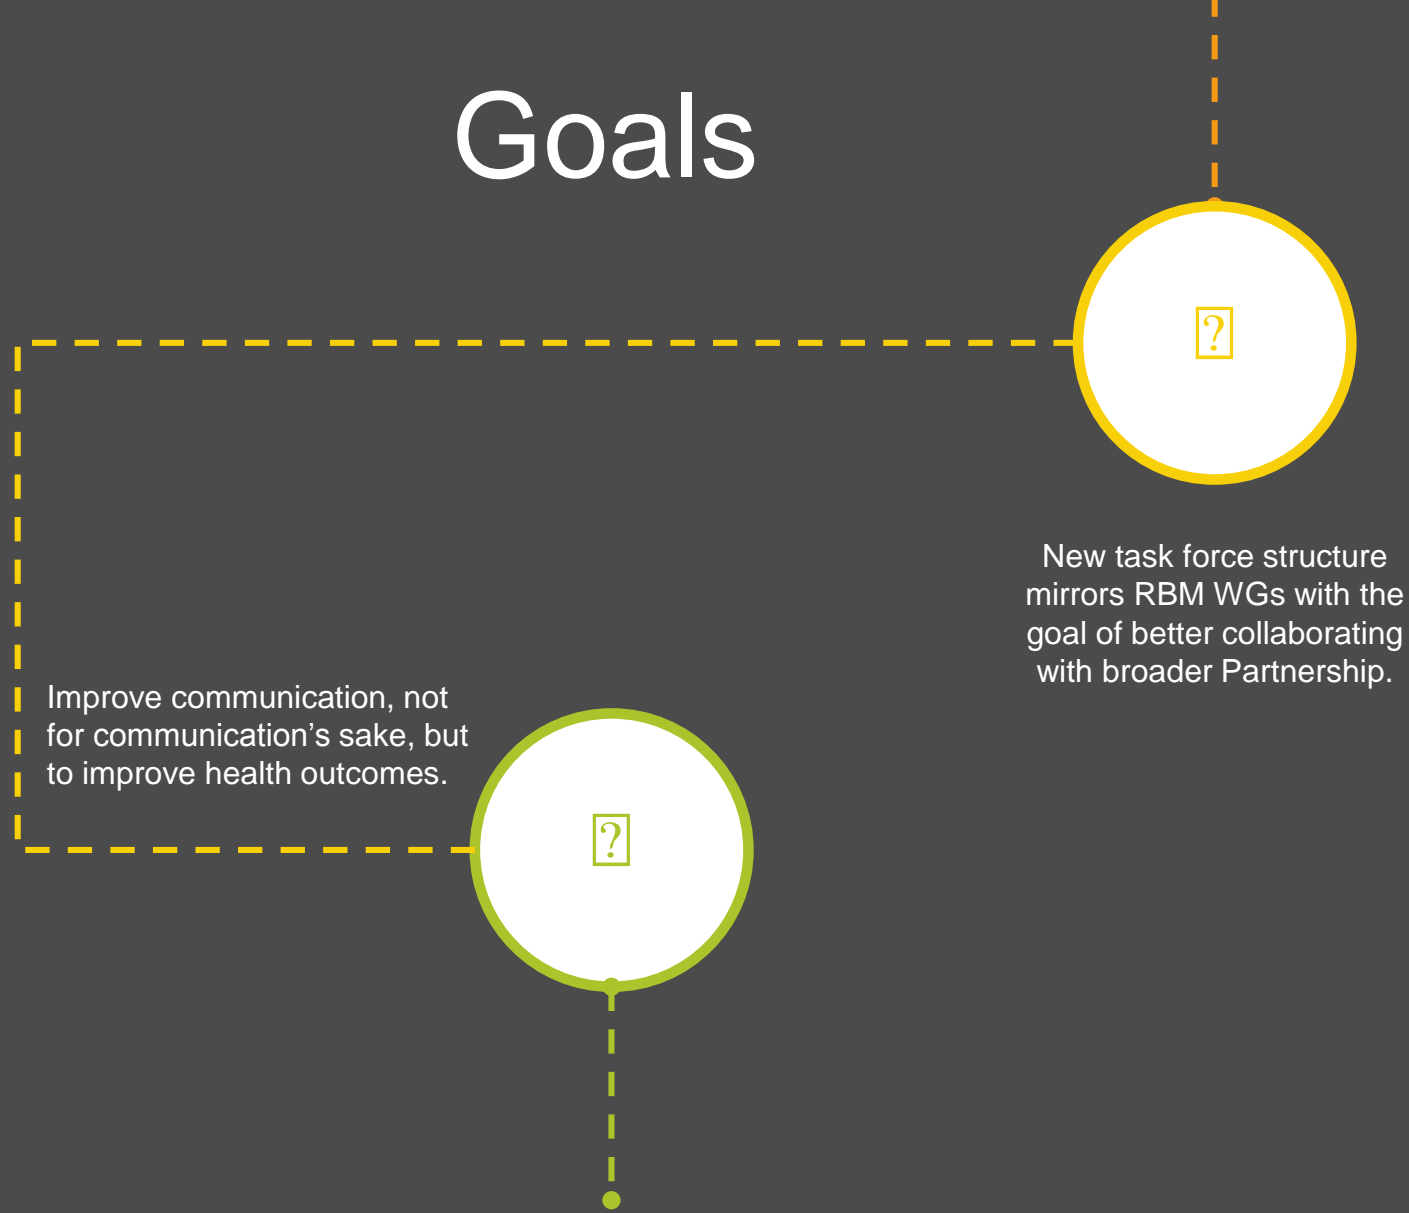 Goals
New task force structure
mirrors RBM WGs with the
goal of better collaborating
with broader Partnership.
Improve communication, not
for communication’s sake, but
to improve health outcomes.